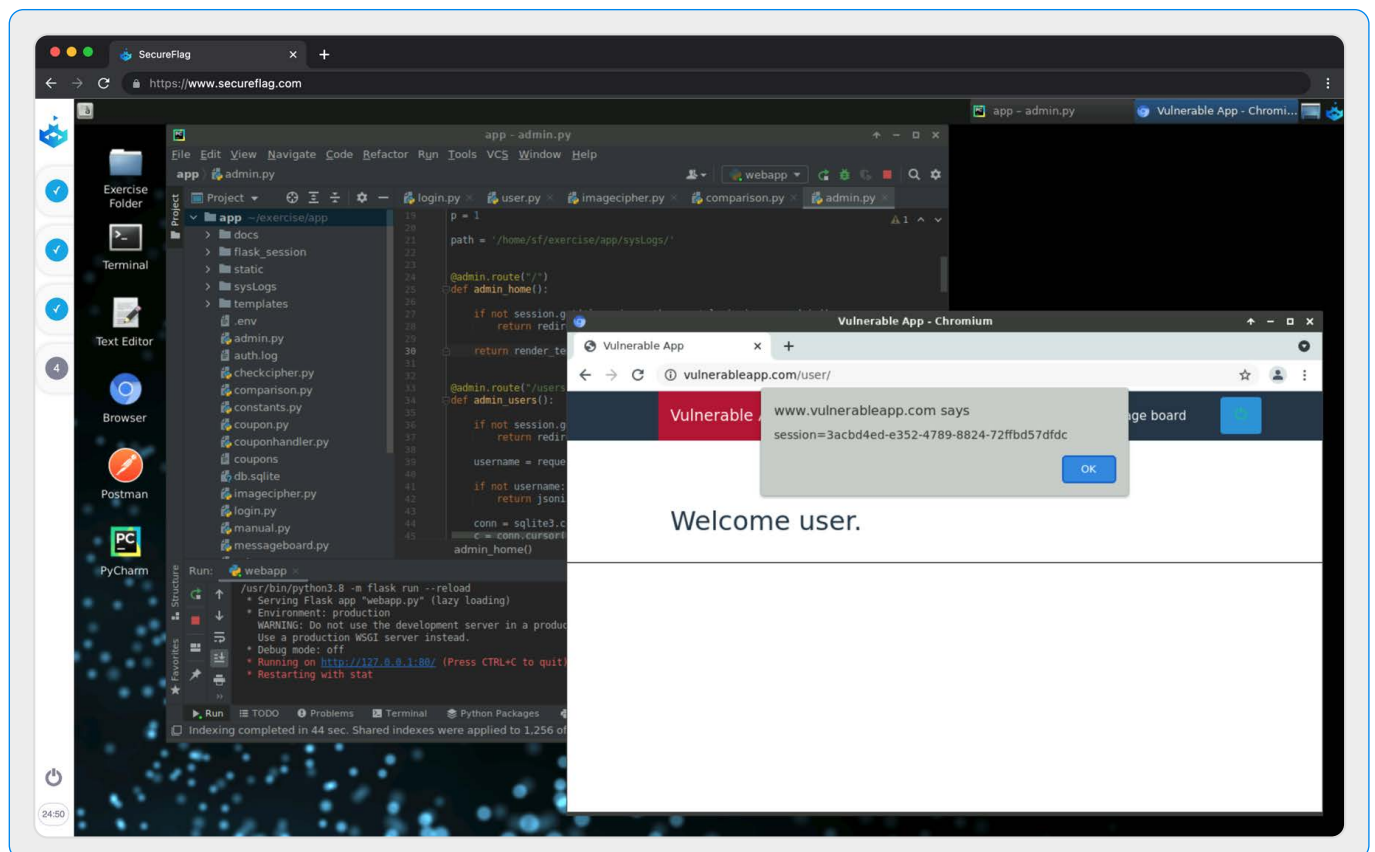 SecureFlag
https://www.secureflag.com
app – admin.py
Vulnerable App - Chromi...
4
24:50
Exercise
Folder
Terminal
Text Editor
Browser
Postman
PyCharm
app – admin.py
File Edit View Navigate Code Refactor Run Tools VCS Window Help
app admin.py
webapp
Project
Project
login.py
user.py
imagecipher.py
comparison.py
admin.py
app ~/exercise/app
docs
flask_session
static
sysLogs
templates
.env
admin.py
auth.log
checkcipher.py
comparison.py
constants.py
coupon.py
couponhandler.py
coupons
db.sqlite
imagecipher.py
login.py
manual.py
messageboard.py
1
19 p = 1
20
21 path = '/home/sf/exercise/app/sysLogs/'
22
23
24 @admin.route("/")
25 def admin_home():
26
27 if not session.g
28 return redir
29
30 return render_te
31
32
33 @admin.route("/users
34 def admin_users():
35
36 if not session.g
37 return redir
38
39 username = reque
40
41 if not username:
42 return jsoni
43
44 conn = sqlite3.c
45 c = conn.cursor(
admin_home()
Structure
Favorites
Run: webapp
/usr/bin/python3.8 -m flask run --reload
* Serving Flask app "webapp.py" (lazy loading)
* Environment: production
WARNING: Do not use the development server in a produc
Use a production WSGI server instead.
* Debug mode: off
* Running on http://127.0.0.1:80/ (Press CTRL+C to quit)
* Restarting with stat
Run TODO Problems Terminal Python Packages
Indexing completed in 44 sec. Shared indexes were applied to 1,256 of
Vulnerable App - Chromium
Vulnerable App
vulnerableapp.com/user/
Vulnerable
age board
www.vulnerableapp.com says
session=3acbd4ed-e352-4789-8824-72ffbd57dfdc
OK
Welcome user.